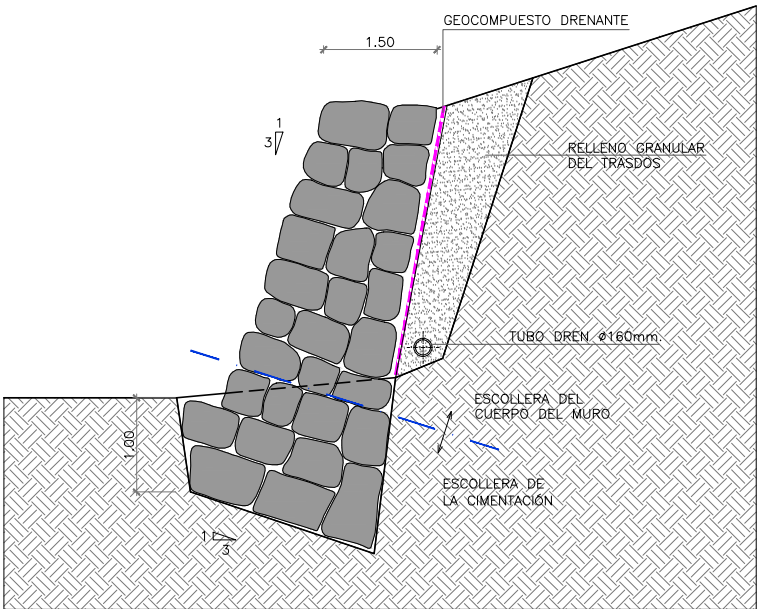 GEOCOMPUESTO DRENANTE
1.50
1
3
RELLENO GRANULAR
DEL TRASDOS
TUBO DREN Ø160mm.
ESCOLLERA DEL
CUERPO DEL MURO
1.00
ESCOLLERA DE
LA CIMENTACIÓN
1
3